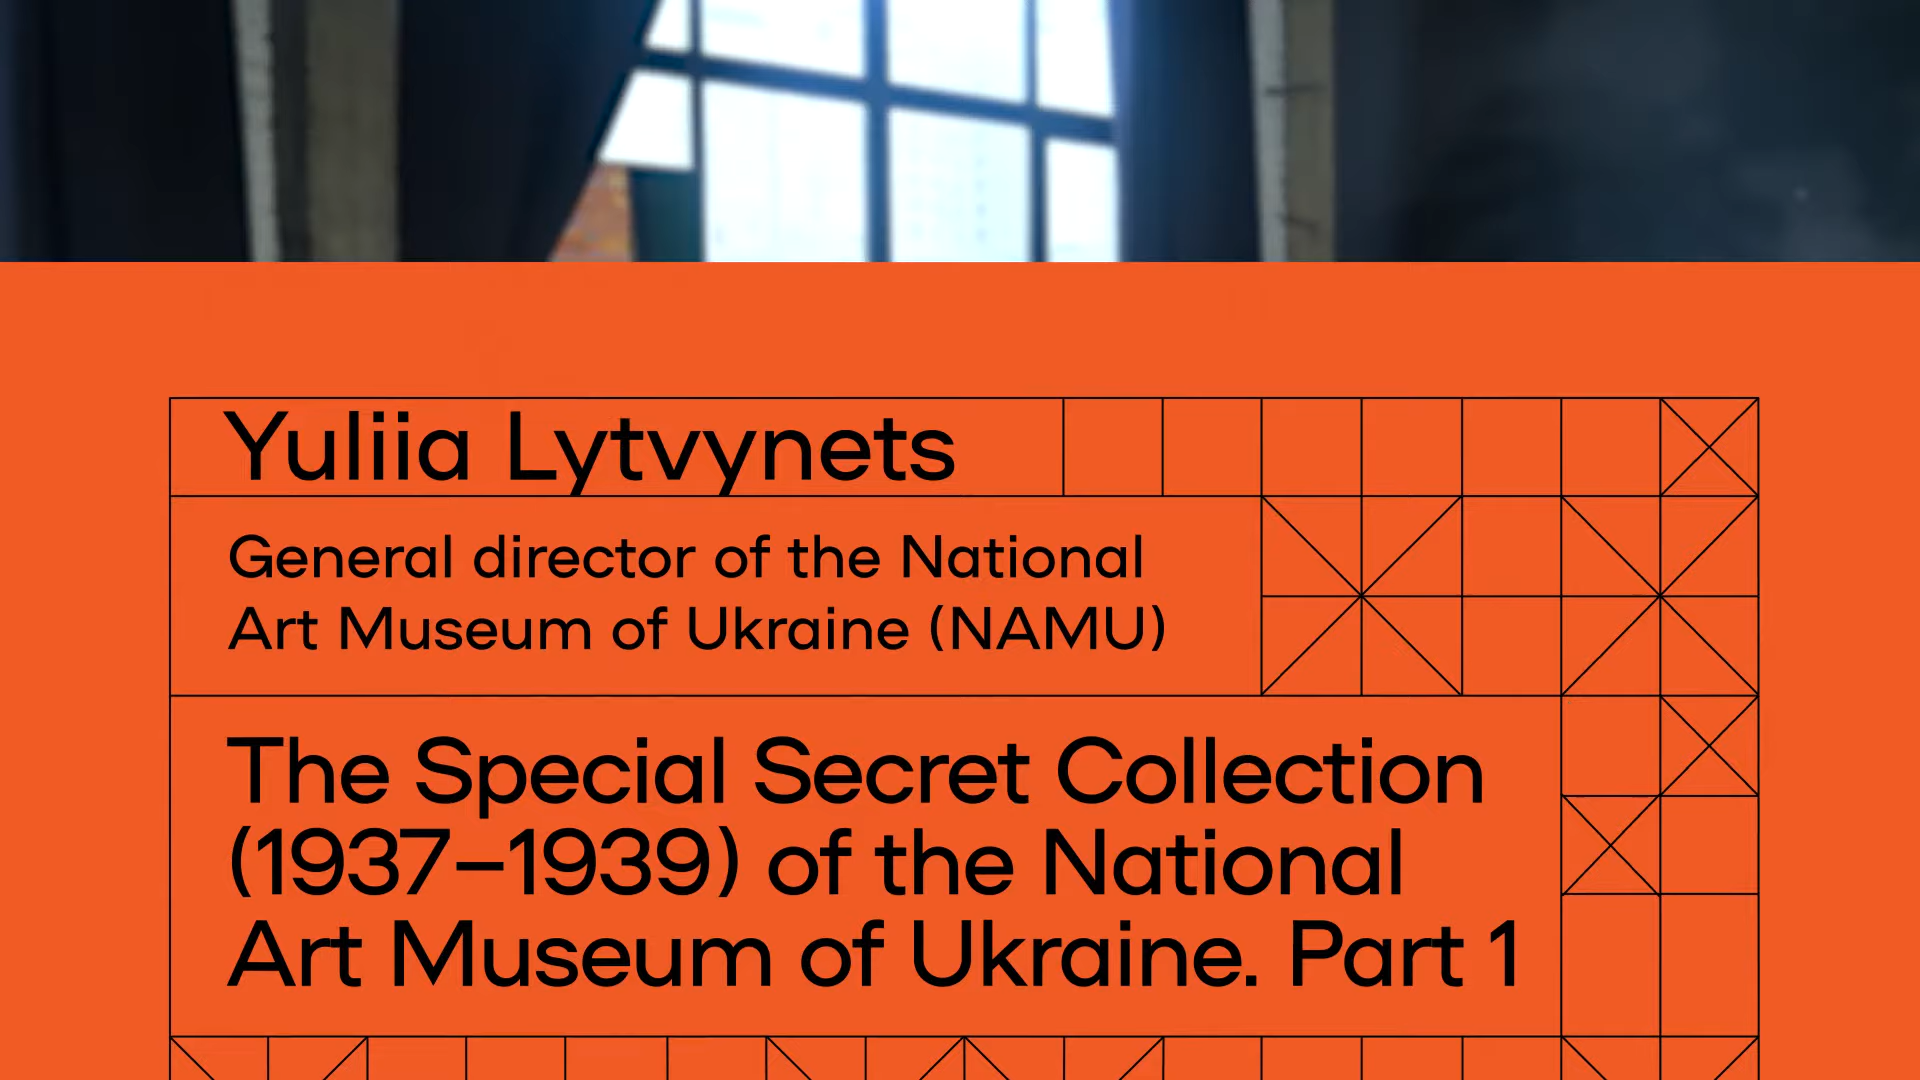 Yuliia Lytvynets
General director of the National
Art Museum of Ukraine (NAMU)
The Special Secret Collection
(1937–1939) of the National
Art Museum of Ukraine. Part 1